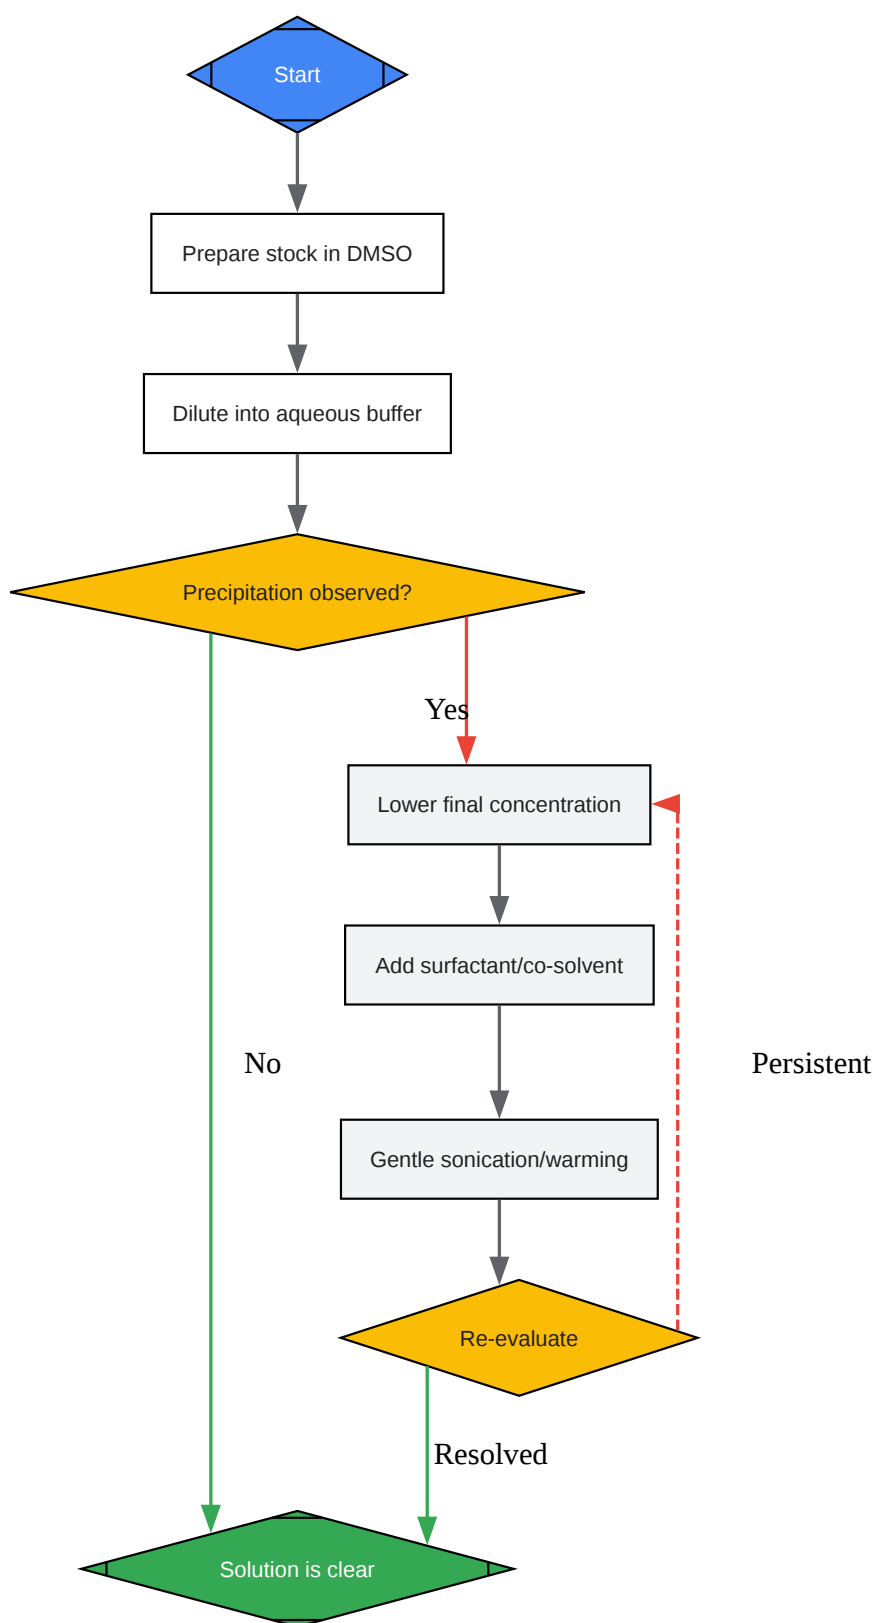 Start
Prepare stock in DMSO
Dilute into aqueous buffer
Precipitation observed?
Yes
Lower final concentration
Add surfactant/co-solvent
No
Persistent
Gentle sonication/warming
Re-evaluate
Resolved
Solution is clear